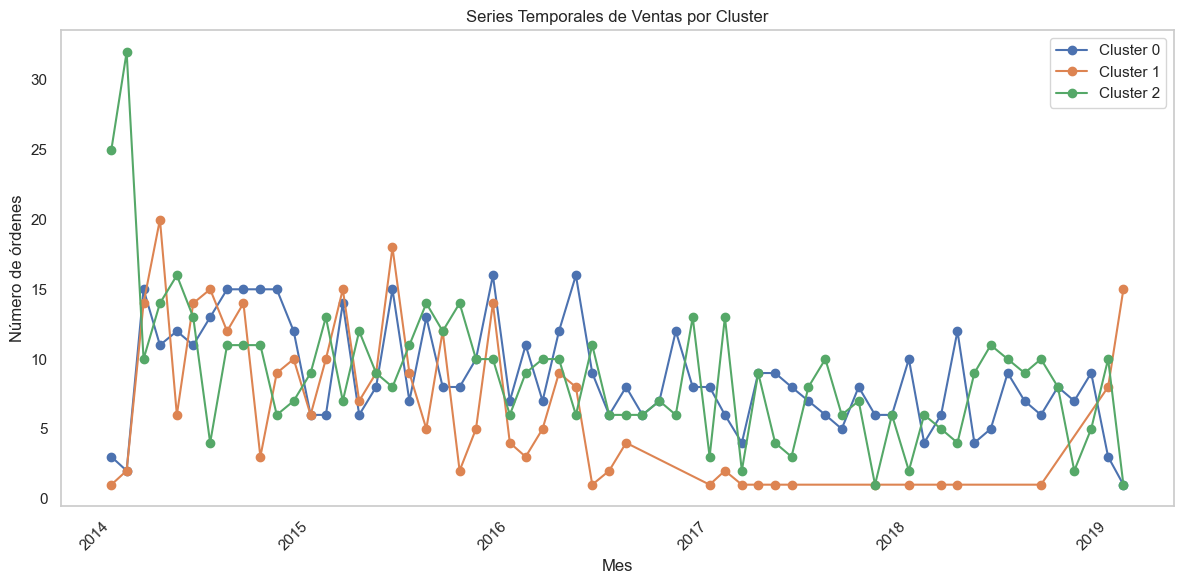 Series Temporales de Ventas por Cluster
Cluster 0
Cluster 1
Cluster 2
Número de órdenes
30
25
20
15
10
5
0
2014
2015
2016
2017
2018
2019
Mes